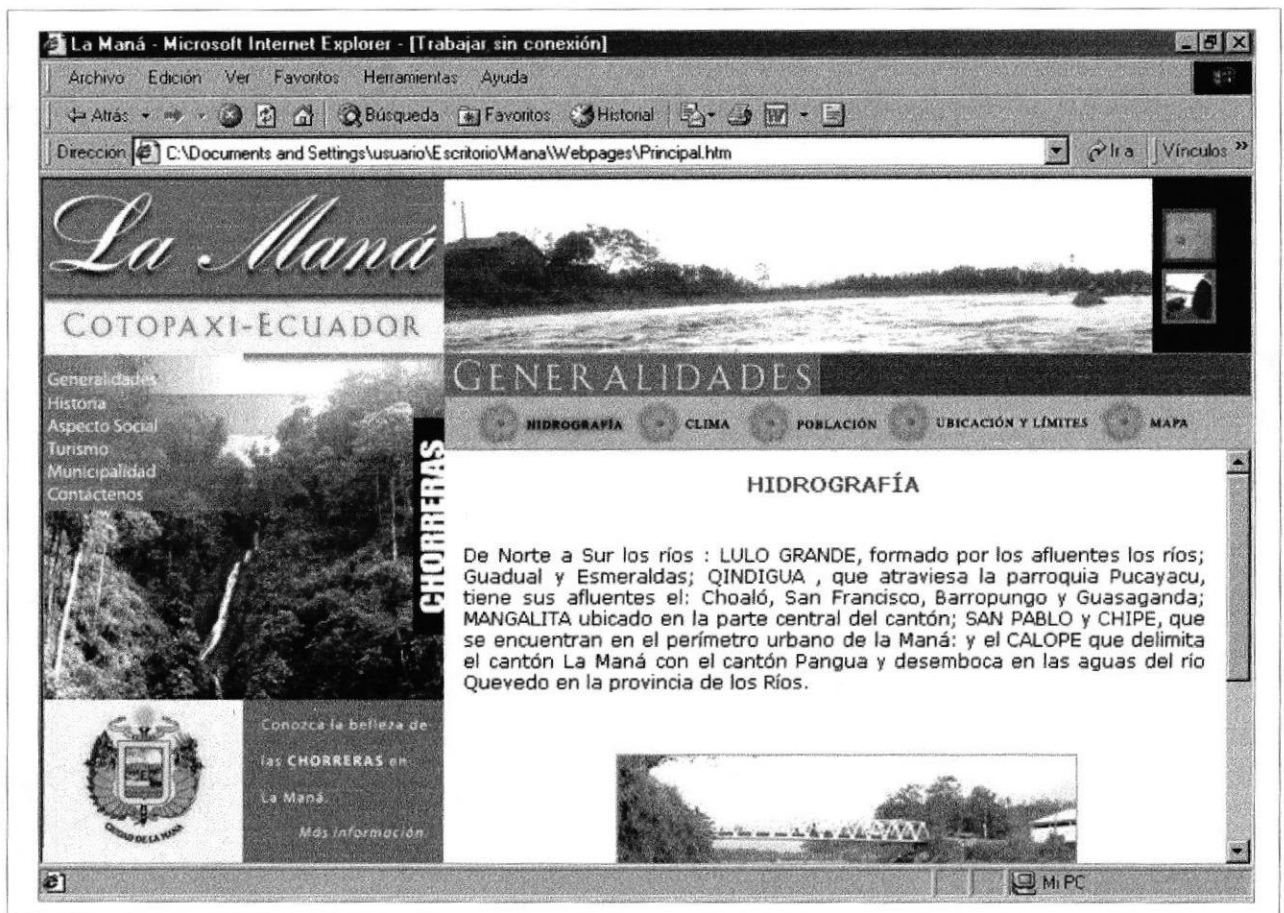 La Maná - Microsoft Internet Explorer - [Trabajar sin conexión]
Archivo Edición Ver Favoritos Herramientas Ayuda
Atrás Búsqueda Favoritos Historial
Dirección C:\Documents and Settings\usuario\Escritorio\Mana\Webpages\Principal.htm Ir a Vínculos »
La Maná
COTOPAXI-ECUADOR
Generalidades
Historia
Aspecto Social
Turismo
Municipalidad
Contáctenos
CHORRERAS
Conozca la belleza de
las CHORRERAS en
La Maná
Más información
CIUDAD DE LA MANÁ
GENERALIDADES
HIDROGRAFÍA CLIMA POBLACIÓN UBICACIÓN Y LÍMITES MAPA
HIDROGRAFÍA
De Norte a Sur los ríos : LULO GRANDE, formado por los afluentes los ríos;
Guadual y Esmeraldas; QINDIGUA , que atraviesa la parroquia Pucayacu,
tiene sus afluentes el: Choaló, San Francisco, Barropungo y Guasaganda;
MANGALITA ubicado en la parte central del cantón; SAN PABLO y CHIPE, que
se encuentran en el perímetro urbano de la Maná: y el CALOPE que delimita
el cantón La Maná con el cantón Pangua y desemboca en las aguas del río
Quevedo en la provincia de los Ríos.
Mi PC